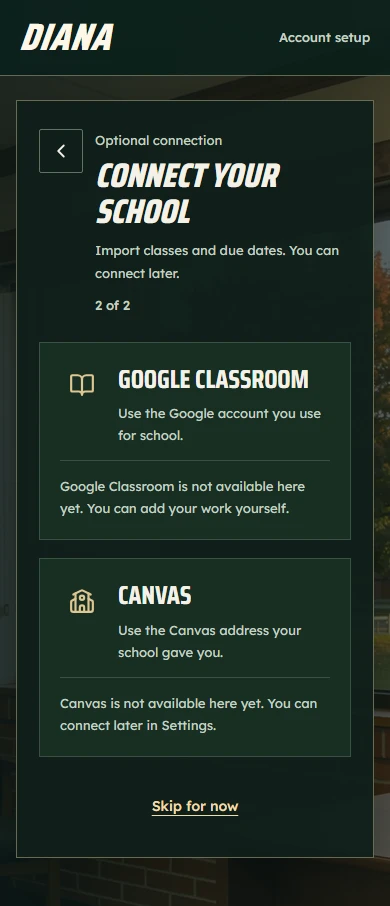 DIANA
Account setup
Optional connection
CONNECT YOUR
SCHOOL
Import classes and due dates. You can
connect later.
2 of 2
GOOGLE CLASSROOM
Use the Google account you use
for school.
Google Classroom is not available here
yet. You can add your work yourself.
CANVAS
Use the Canvas address your
school gave you.
Canvas is not available here yet. You can
connect later in Settings.
Skip for now